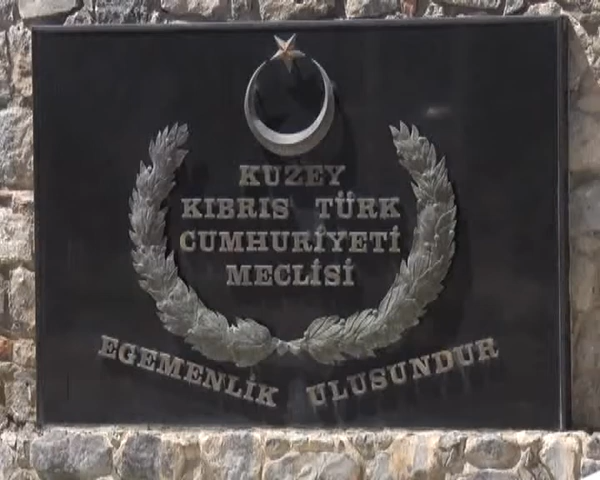 KUZEY
KIBRIS TÜRK
CUMHURİYETİ
MECLİSİ
EGEMENLİK ULUSUNDUR